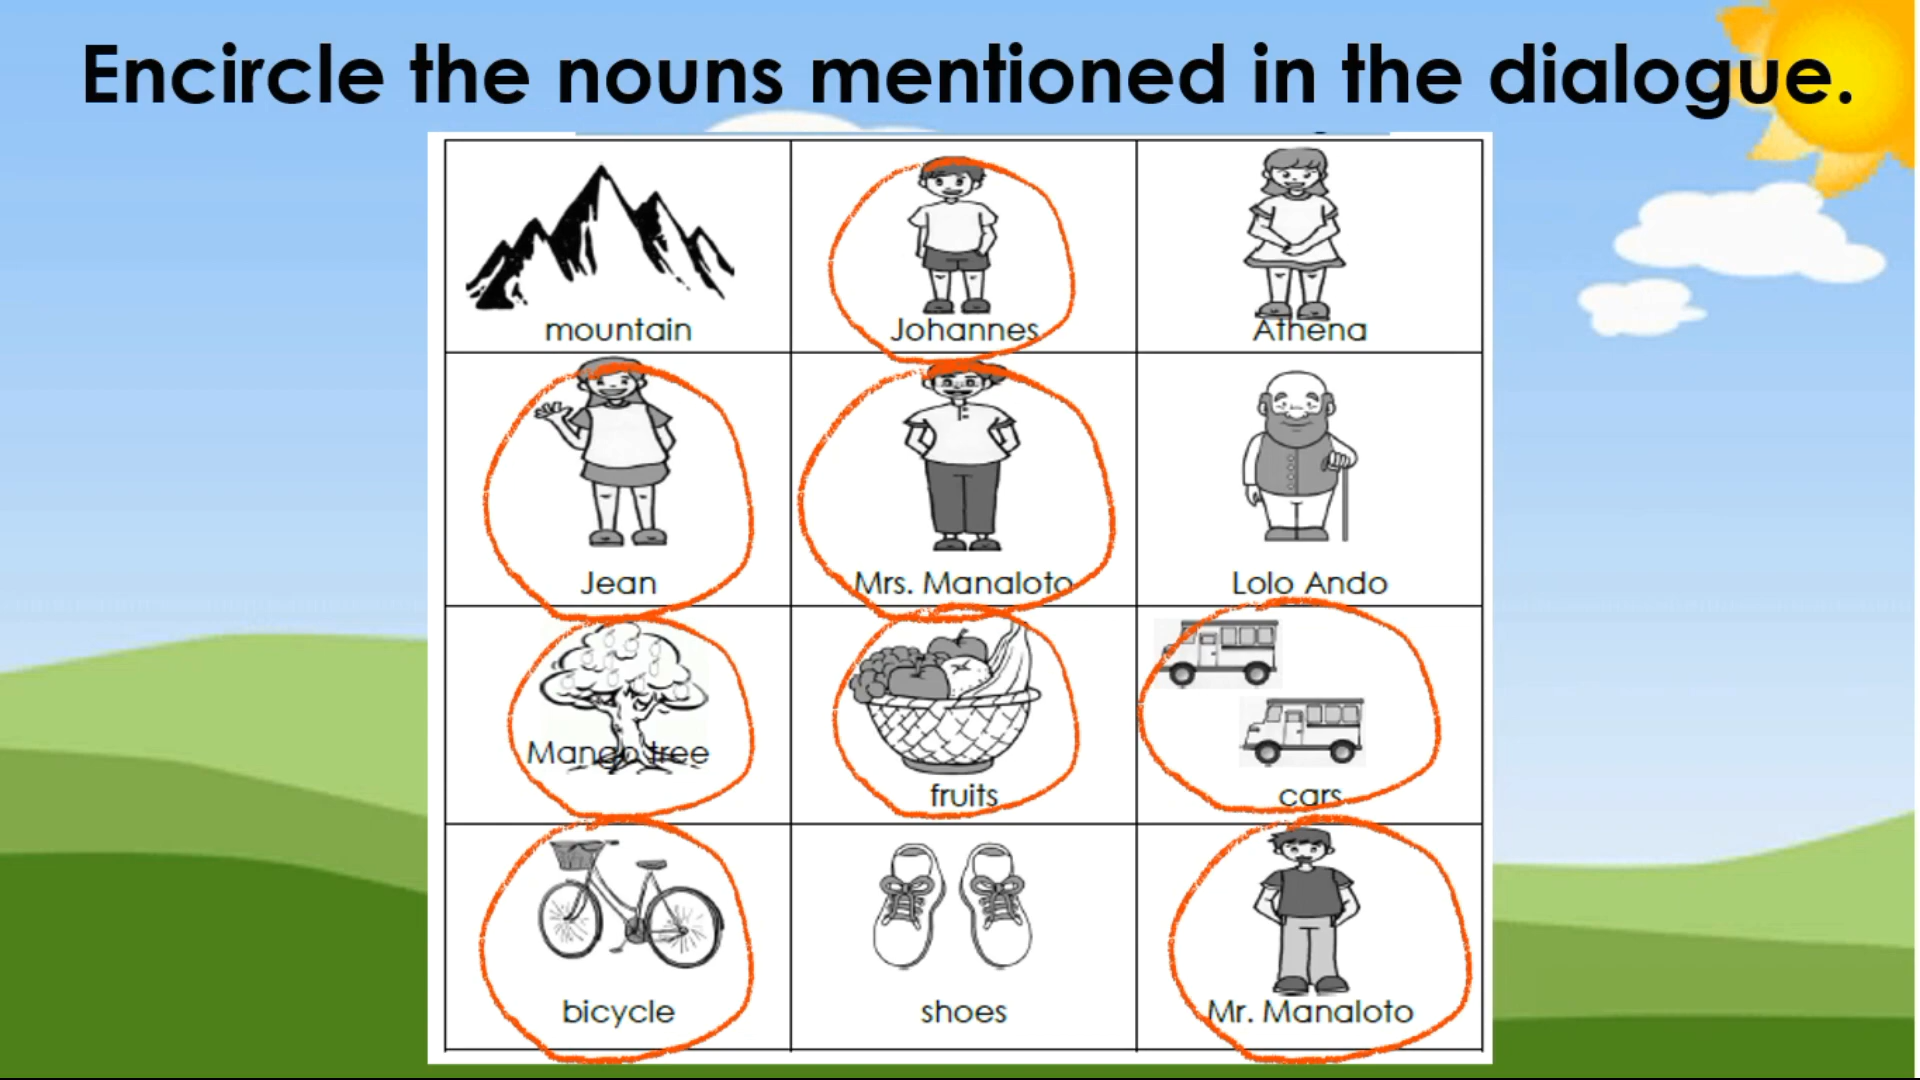 Encircle the nouns mentioned in the dialogue.
mountain
Johannes
Athena
Jean
Mrs. Manaloto
Lolo Ando
Mango tree
fruits
cars
bicycle
shoes
Mr. Manaloto